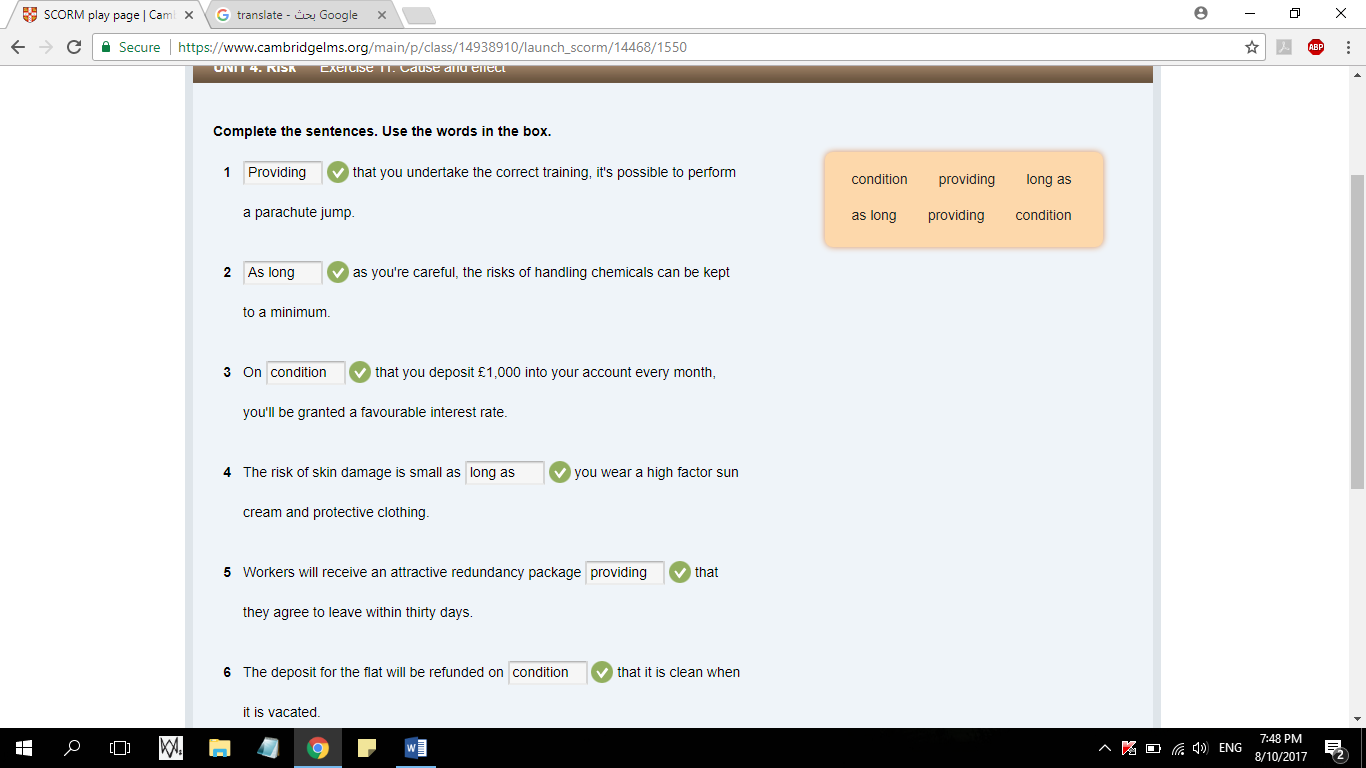 SCORM play page | Cam
translate - بحث Google
Secure
https://www.cambridgelms.org/main/p/class/14938910/launch_scorm/14468/1550
ABP
UNIT 4: Risk Exercise 11: Cause and effect
Complete the sentences. Use the words in the box.
1 Providing that you undertake the correct training, it's possible to perform
a parachute jump.
condition providing long as
as long providing condition
2 As long as you're careful, the risks of handling chemicals can be kept
to a minimum.
3 On condition that you deposit £1,000 into your account every month,
you'll be granted a favourable interest rate.
4 The risk of skin damage is small as long as you wear a high factor sun
cream and protective clothing.
5 Workers will receive an attractive redundancy package providing that
they agree to leave within thirty days.
6 The deposit for the flat will be refunded on condition that it is clean when
it is vacated.
ENG
7:48 PM
8/10/2017
2